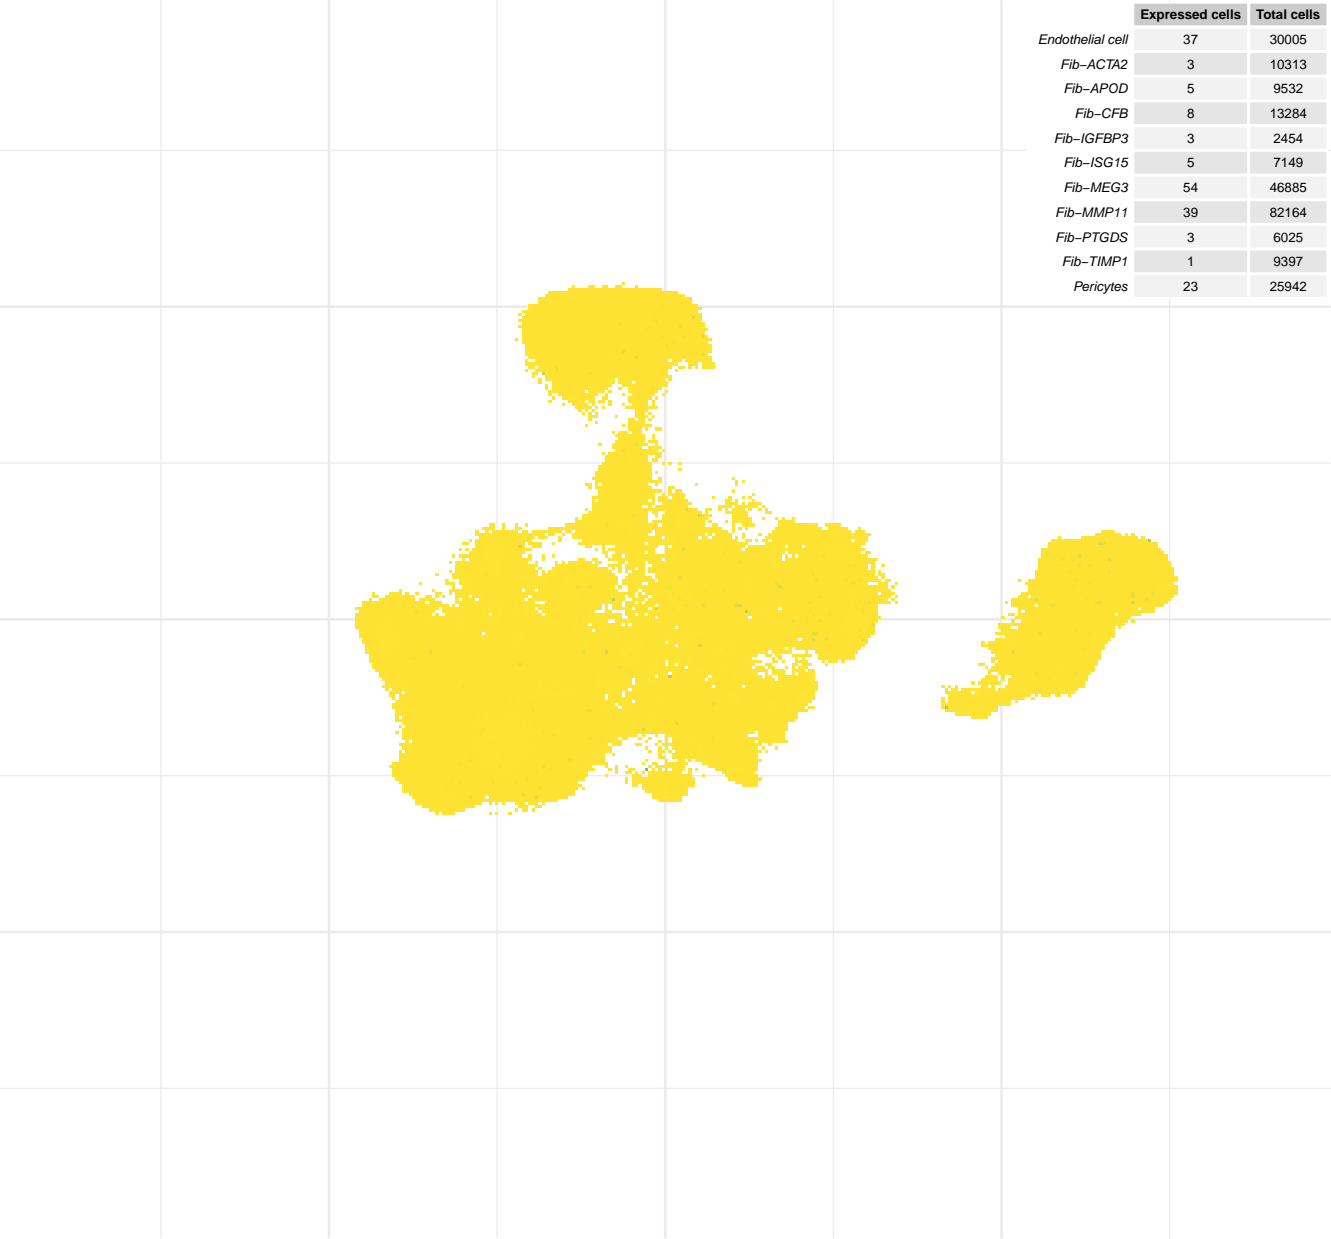 Expressed cells Total cells
Endothelial cell 37 30005
Fib−ACTA2 3 10313
Fib−APOD 5 9532
Fib−CFB 8 13284
Fib−IGFBP3 3 2454
Fib−ISG15 5 7149
Fib−MEG3 54 46885
Fib−MMP11 39 82164
Fib−PTGDS 3 6025
Fib−TIMP1 1 9397
Pericytes 23 25942